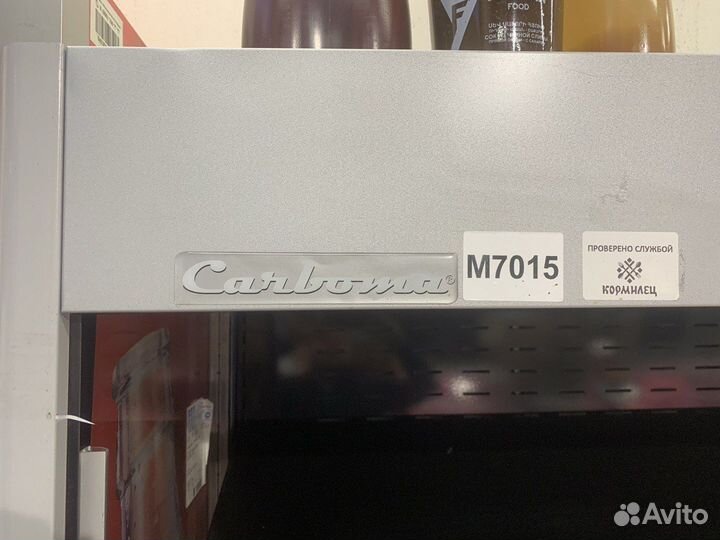 FOOD
Carboma®
M7015
ПРОВЕРЕНО СЛУЖБОЙ
КОРМИЛЕЦ
Avito